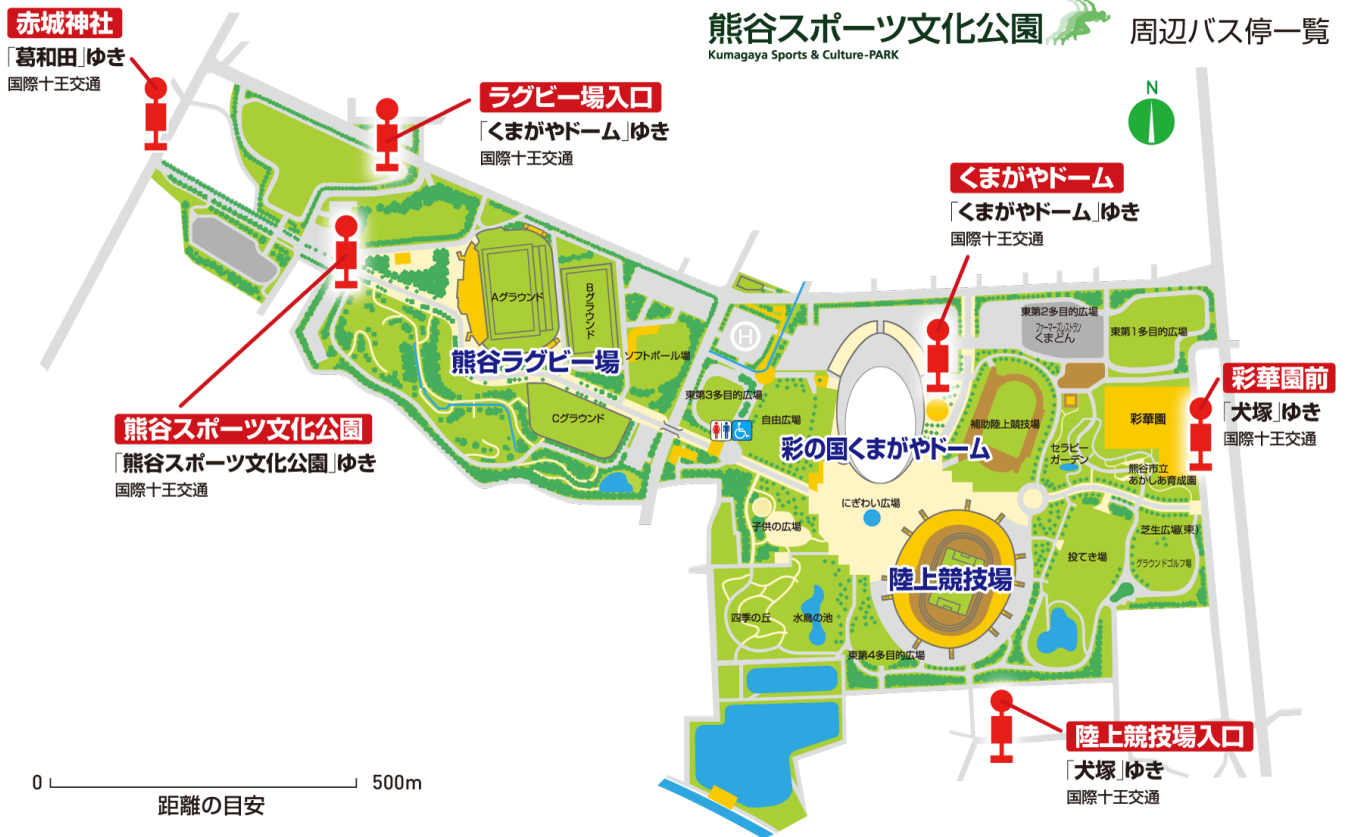 熊谷スポーツ文化公園
Kumagaya Sports & Culture-PARK
周辺バス停一覧
赤城神社
「葛和田」ゆき
国際十王交通
ラグビー場入口
「くまがやドーム」ゆき
国際十王交通
N
くまがやドーム
「くまがやドーム」ゆき
国際十王交通
Aグラウンド
Bグラウンド
熊谷ラグビー場
ソフトボール場
Cグラウンド
H
東第2多目的広場
ファーマーズレストラン
くまどん
東第1多目的広場
彩華園前
「犬塚」ゆき
国際十王交通
東第3多目的広場
自由広場
補助陸上競技場
彩華園
熊谷スポーツ文化公園
「熊谷スポーツ文化公園」ゆき
国際十王交通
彩の国くまがやドーム
セラピー
ガーデン
熊谷市立
あかしあ育成園
にぎわい広場
子供の広場
芝生広場(東)
グラウンドゴルフ場
投てき場
陸上競技場
四季の丘
水鳥の池
東第4多目的広場
陸上競技場入口
「犬塚」ゆき
国際十王交通
0
500m
距離の目安